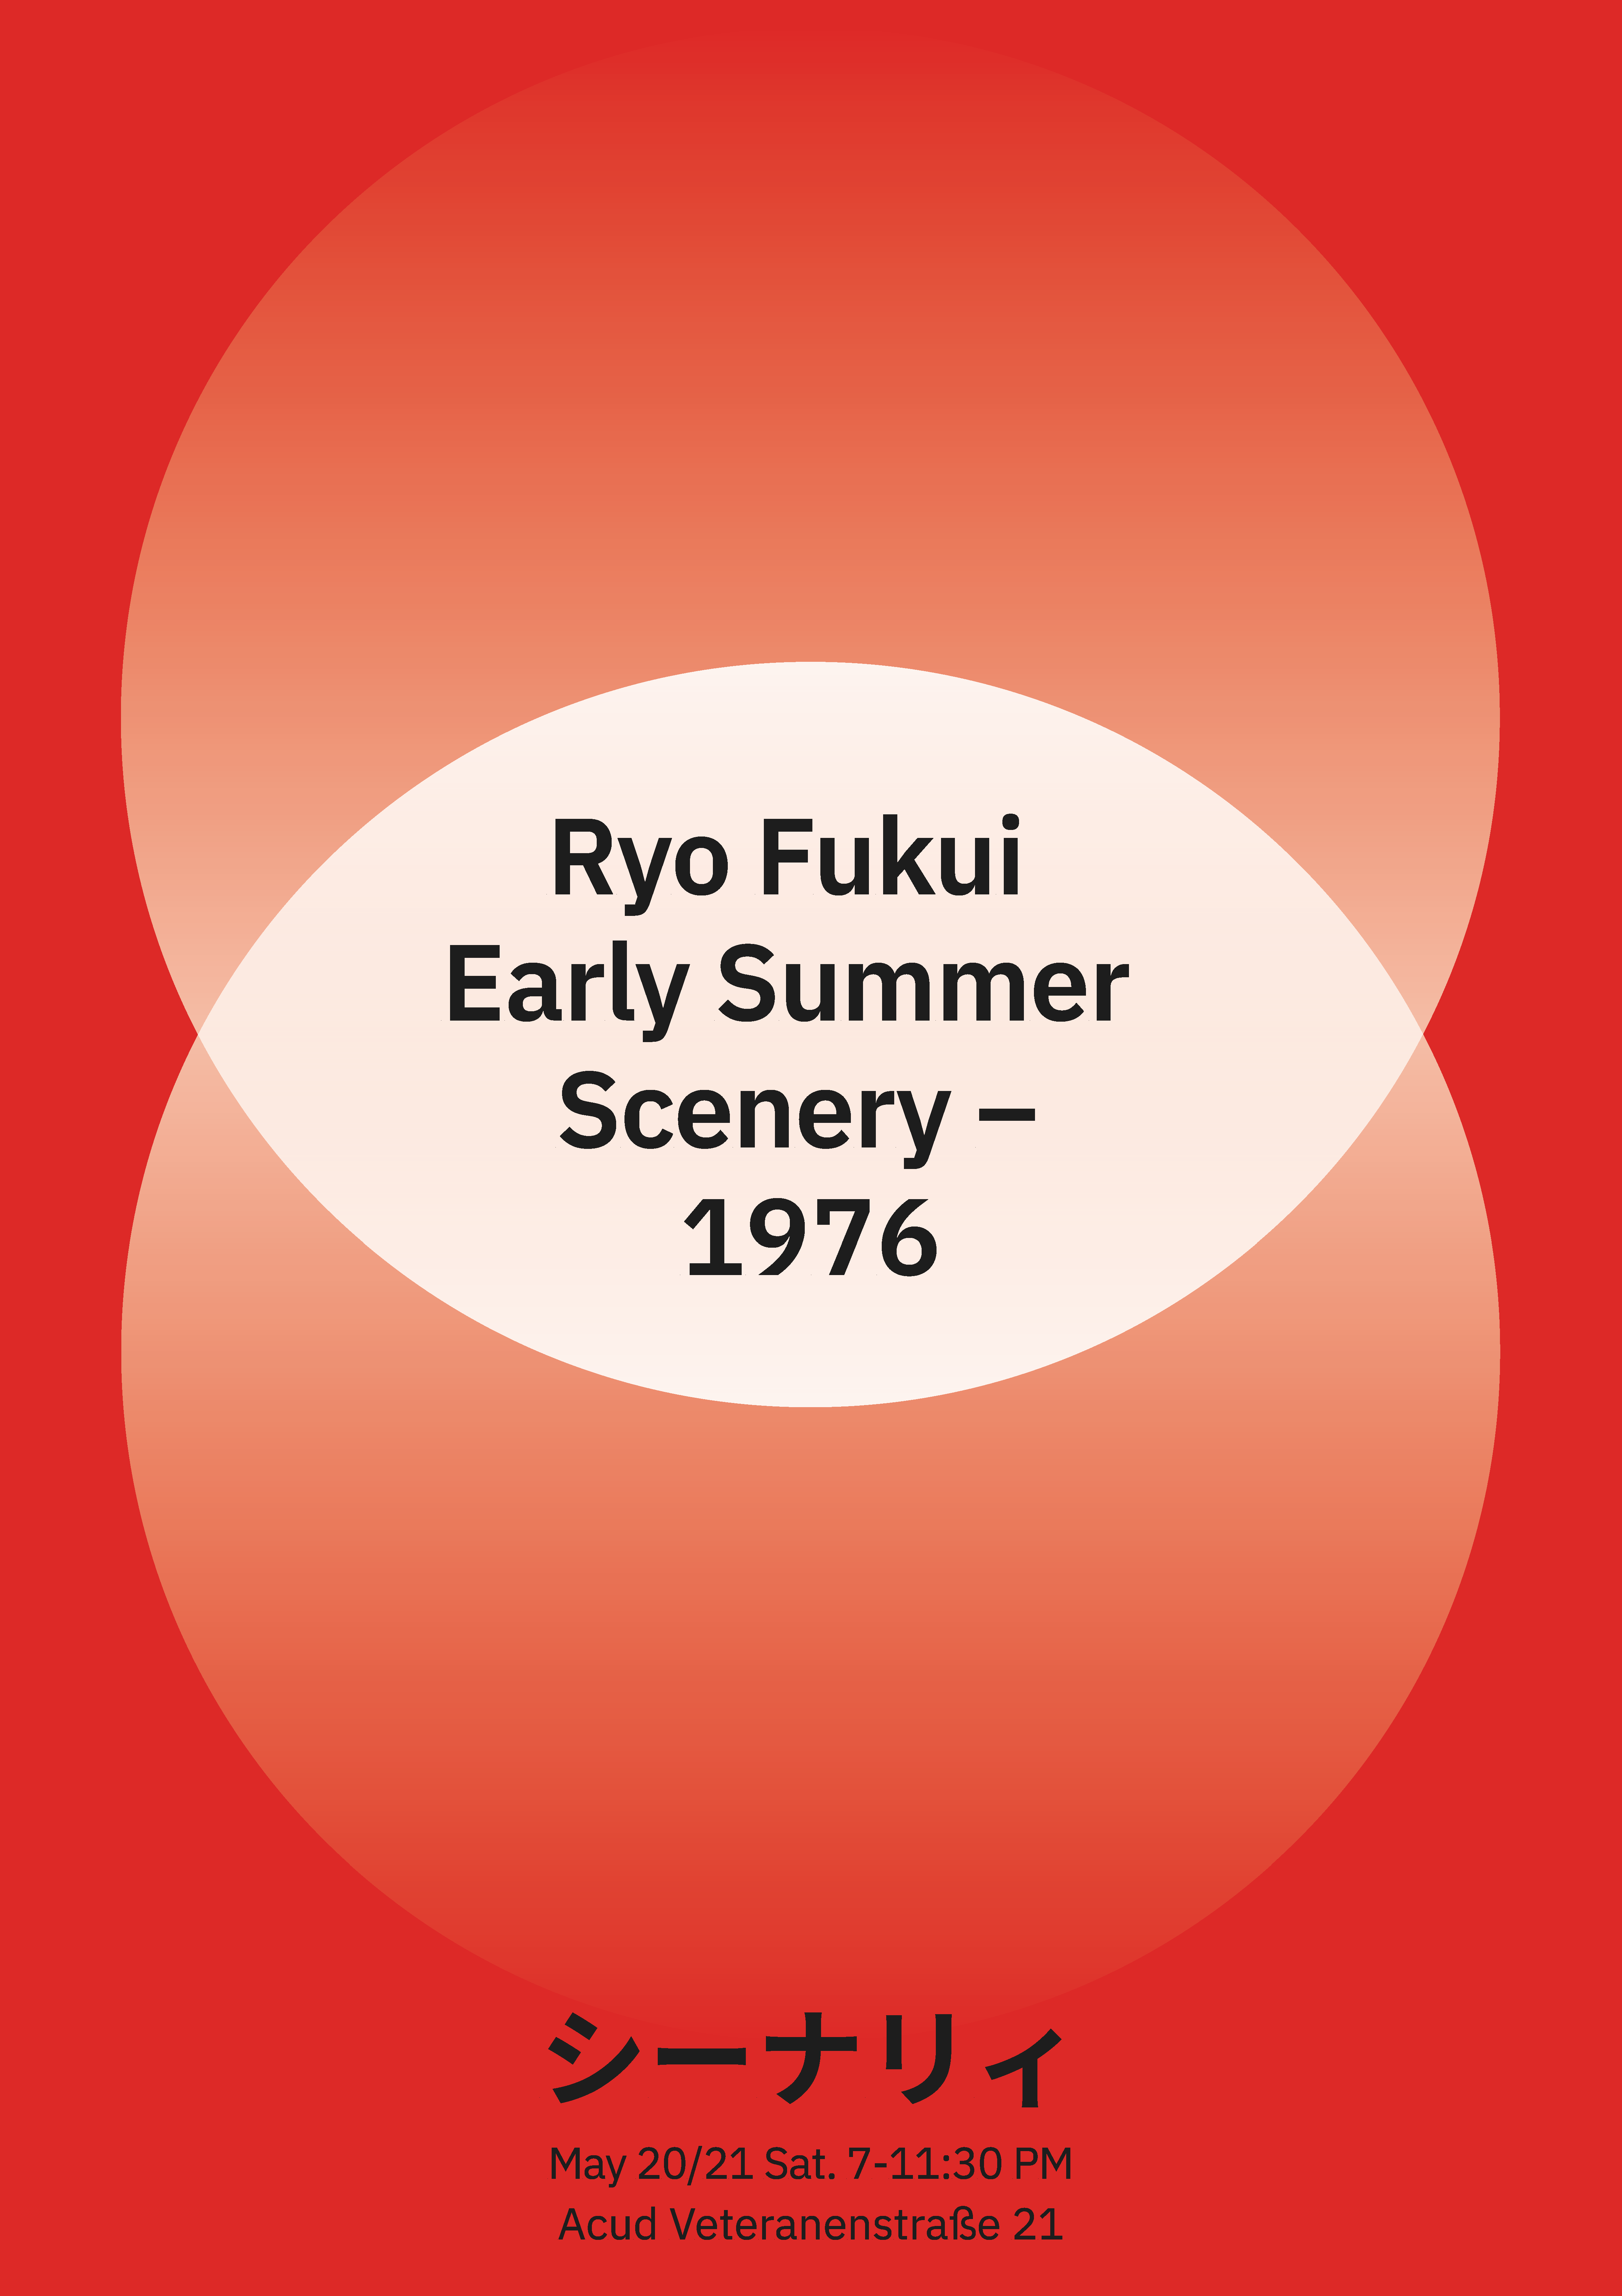 Ryo Fukui
Early Summer
Scenery –
1976
シーナリィ
May 20/21 Sat. 7-11:30 PM
Acud Veteranenstraße 21